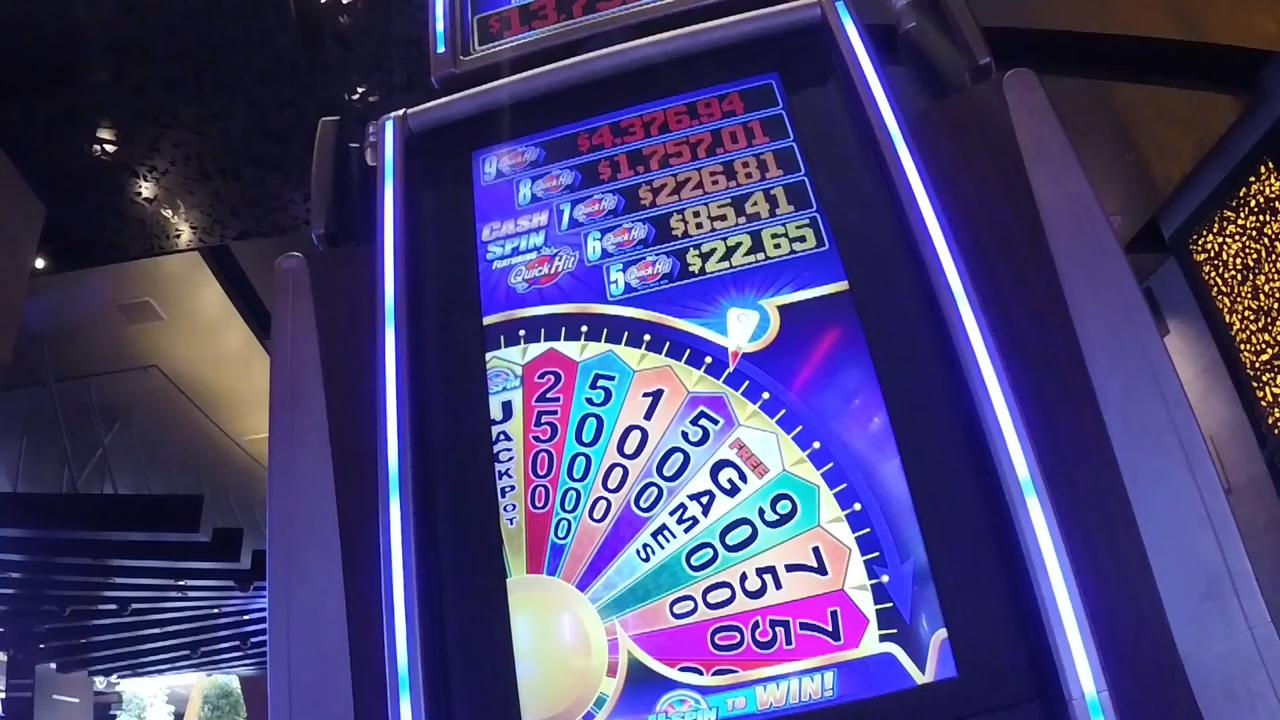 9 Quick Hit $4,376.94
8 Quick Hit $1,757.01
7 Quick Hit $226.81
6 Quick Hit $85.41
5 Quick Hit $22.65
CASH
SPIN
FEATURING
Quick Hit
SPIN
JACKPOT
2500
5000
1000
500
FREE
GAMES
900
750
750
U-SPIN TO WIN!